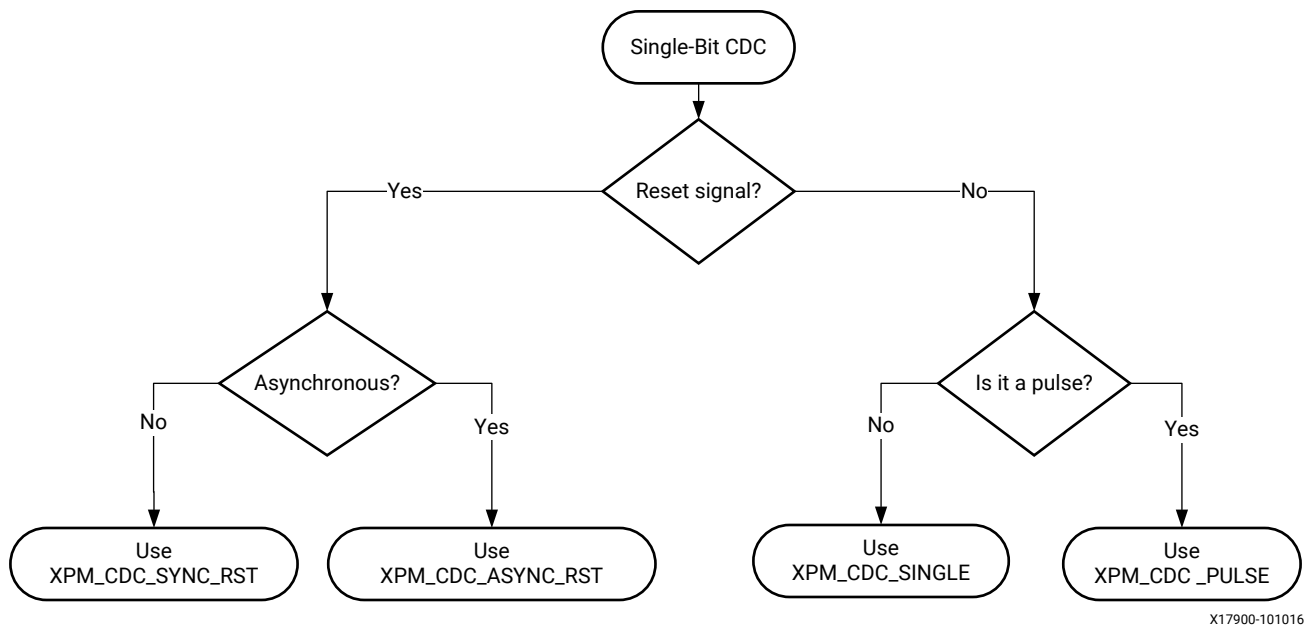 Single-Bit CDC
Reset signal?
Yes
No
Asynchronous?
Is it a pulse?
No
Yes
No
Yes
Use
XPM_CDC_SYNC_RST
Use
XPM_CDC_ASYNC_RST
Use
XPM_CDC_SINGLE
Use
XPM_CDC _PULSE
X17900-101016